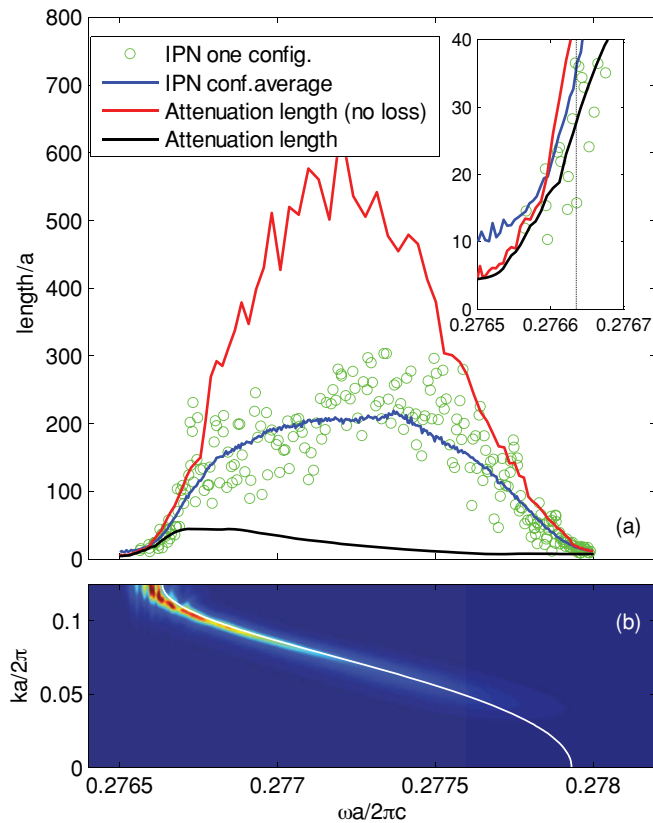 800
700
600
500
400
300
200
100
0
length/a
IPN one config.
IPN conf.average
Attenuation length (no loss)
Attenuation length
40
30
20
10
0
0.2765 0.2766 0.2767
(a)
(b)
0.1
0.05
0
ka/2π
0.2765 0.277 0.2775 0.278
ωa/2πc